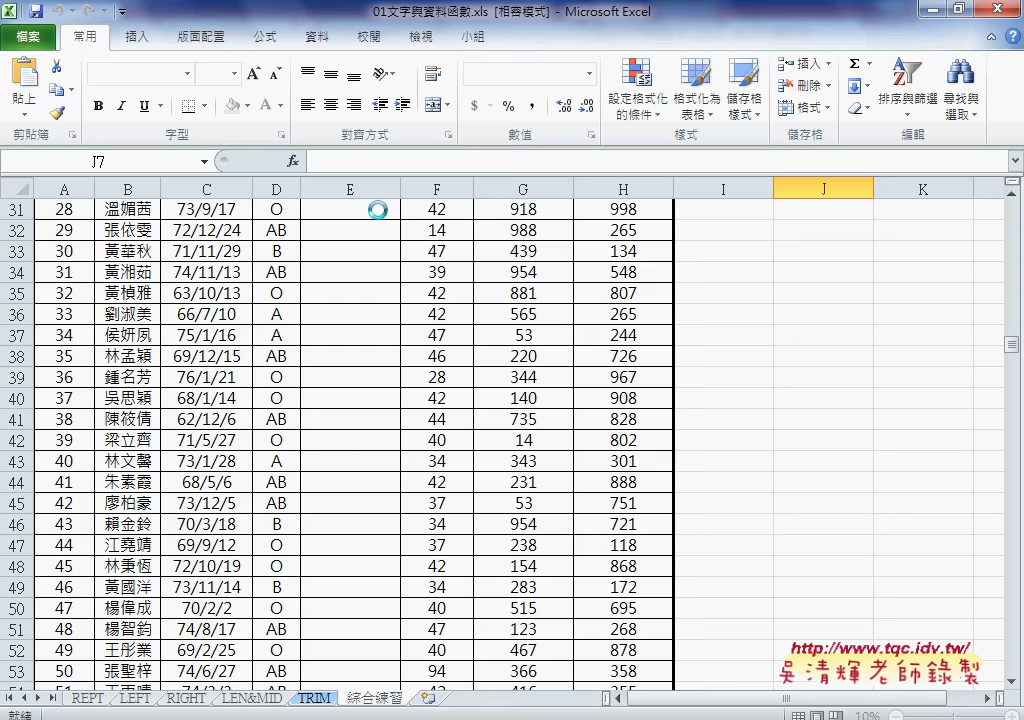 01文字與資料函數.xls [相容模式] - Microsoft Excel
檔案 常用 插入 版面配置 公式 資料 校閱 檢視 小組
貼上 B I U $ % , 設定格式化的條件 格式化為表格 儲存格樣式 插入 刪除 格式 Σ 排序與篩選 尋找與選取
剪貼簿 字型 對齊方式 數值 樣式 儲存格 編輯
J7 fx
A B C D E F G H I J K
31 28 溫媚茜 73/9/17 O 42 918 998
32 29 張依雯 72/12/24 AB 14 988 265
33 30 黃華秋 71/11/29 B 47 439 134
34 31 黃湘茹 74/11/13 AB 39 954 548
35 32 黃楨雅 63/10/13 O 42 881 807
36 33 劉淑美 66/7/10 A 42 565 265
37 34 侯妍夙 75/1/16 A 47 53 244
38 35 林孟穎 69/12/15 AB 46 220 726
39 36 鍾名芳 76/1/21 O 28 344 967
40 37 吳思穎 68/1/14 O 42 140 908
41 38 陳筱倩 62/12/6 AB 44 735 828
42 39 梁立齊 71/5/27 O 40 14 802
43 40 林文馨 73/1/28 A 34 343 301
44 41 朱素霞 68/5/6 AB 42 231 888
45 42 廖柏豪 73/12/5 AB 37 53 751
46 43 賴金鈴 70/3/18 B 34 954 721
47 44 江堯靖 69/9/12 O 37 238 118
48 45 林秉恆 72/10/19 O 42 154 868
49 46 黃國洋 73/11/14 B 34 283 172
50 47 楊偉成 70/2/2 O 40 515 695
51 48 楊智鈞 74/8/17 AB 47 123 268
52 49 王彤業 69/2/25 O 40 467 878
53 50 張聖梓 74/6/27 AB 94 366 358
http://www.tqc.idv.tw/
吳清輝老師錄製
REPT LEFT RIGHT LEN&MID TRIM 綜合練習
就緒 10%